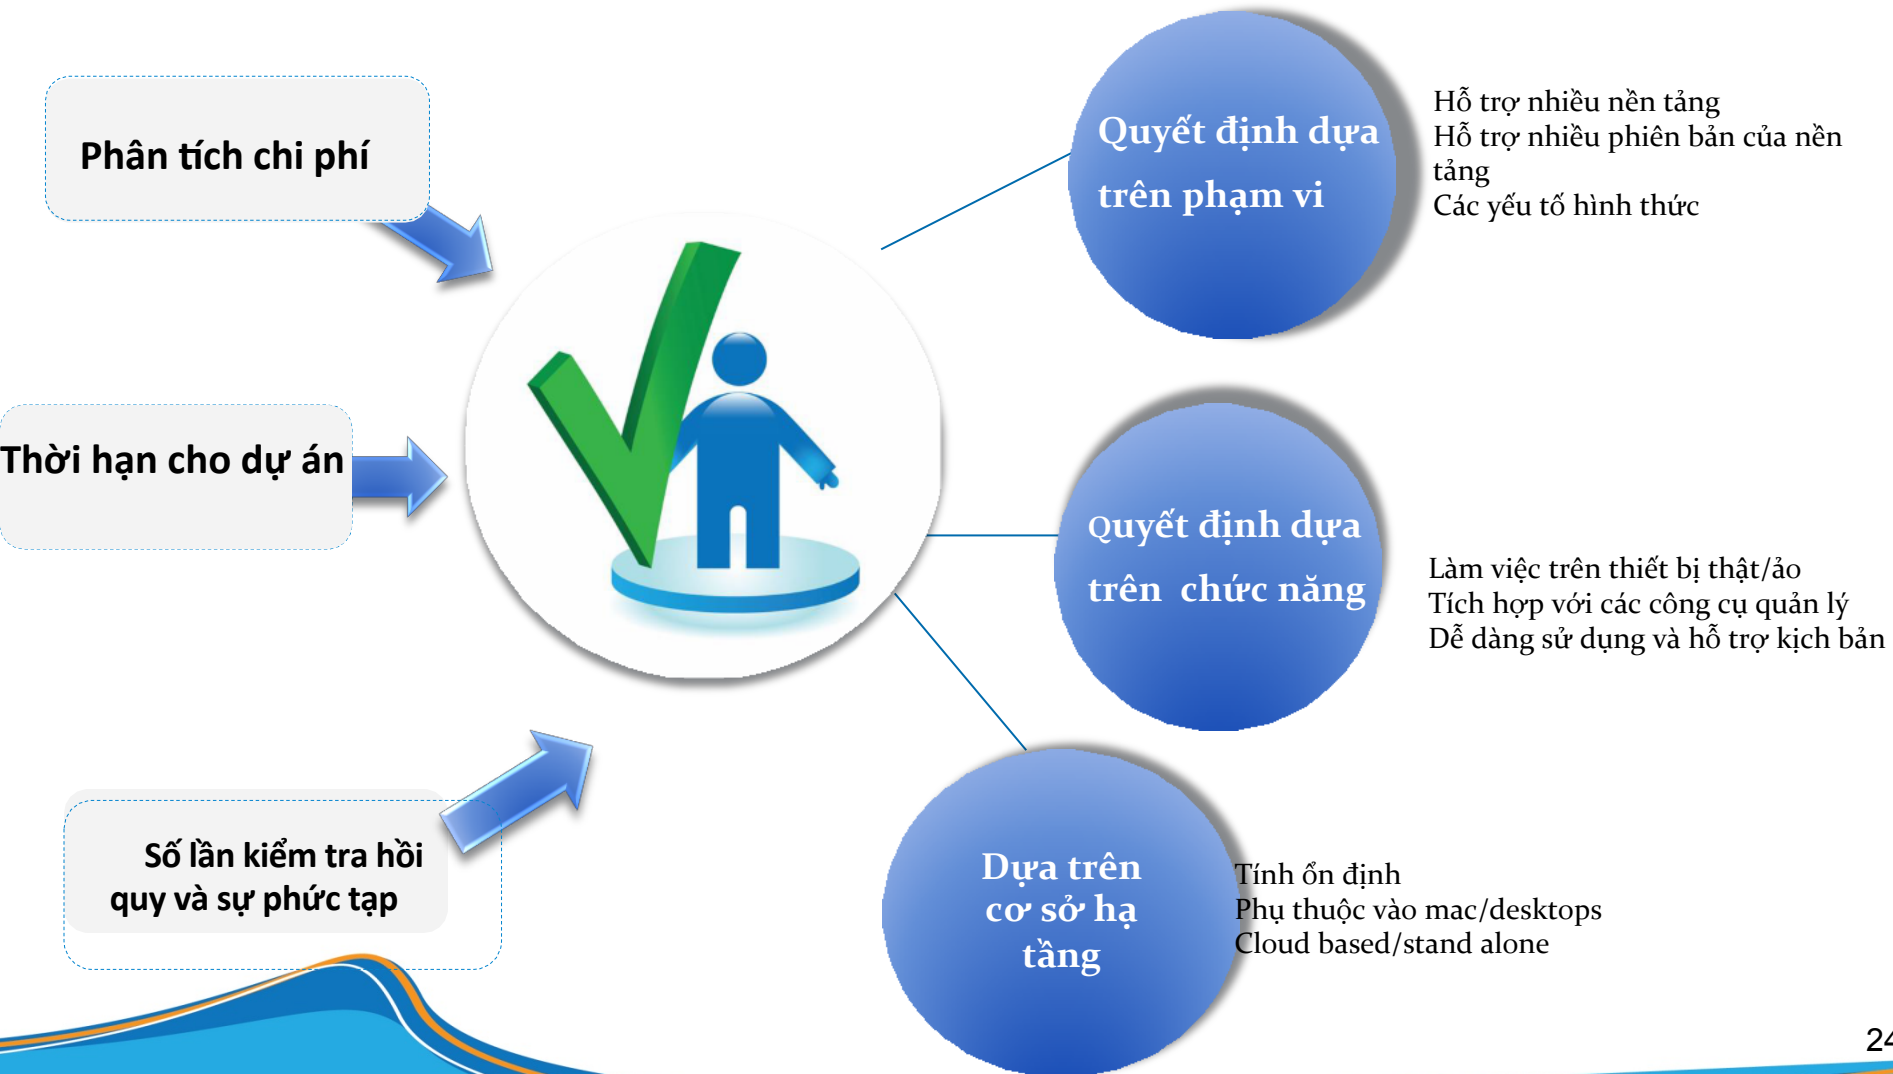 Phân tích chi phí
Thời hạn cho dự án
Số lần kiểm tra hồi
quy và sự phức tạp
Quyết định dựa
trên phạm vi
Hỗ trợ nhiều nền tảng
Hỗ trợ nhiều phiên bản của nền
tảng
Các yếu tố hình thức
Quyết định dựa
trên chức năng
Làm việc trên thiết bị thật/ảo
Tích hợp với các công cụ quản lý
Dễ dàng sử dụng và hỗ trợ kịch bản
Dựa trên
cơ sở hạ
tầng
Tính ổn định
Phụ thuộc vào mac/desktops
Cloud based/stand alone
24